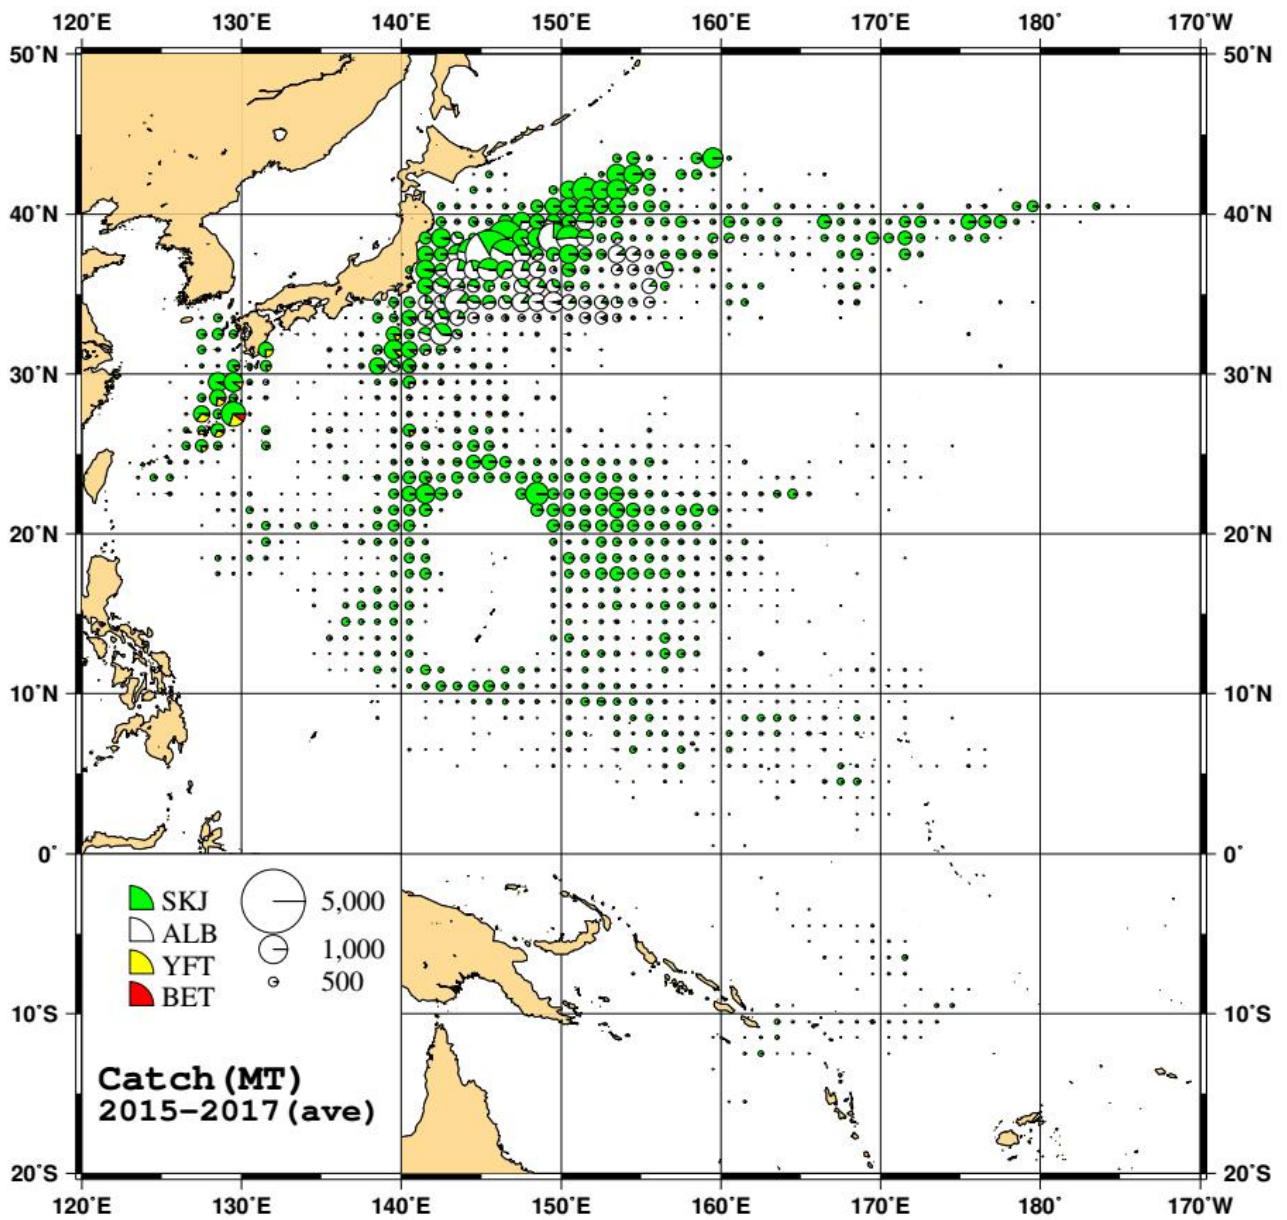 120˚E 130˚E 140˚E 150˚E 160˚E 170˚E 180˚ 170˚W
50˚N 50˚N
40˚N 40˚N
30˚N 30˚N
20˚N 20˚N
10˚N 10˚N
0˚ 0˚
SKJ 5,000
ALB 1,000
YFT 500
BET
10˚S 10˚S
Catch(MT)
2015−2017(ave)
20˚S 20˚S
120˚E 130˚E 140˚E 150˚E 160˚E 170˚E 180˚ 170˚W